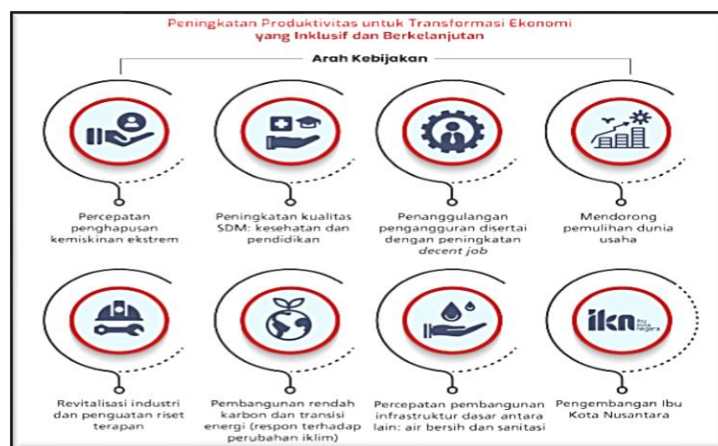 Peningkatan Produktivitas untuk Transformasi Ekonomi
yang Inklusif dan Berkelanjutan
Arah Kebijakan
Percepatan
penghapusan
kemiskinan ekstrem
Peningkatan kualitas
SDM: kesehatan dan
pendidikan
Penanggulangan
pengangguran disertai
dengan peningkatan
decent job
Mendorong
pemulihan dunia
usaha
Revitalisasi industri
dan penguatan riset
terapan
Pembangunan rendah
karbon dan transisi
energi (respon terhadap
perubahan iklim)
Percepatan pembangunan
infrastruktur dasar antara
lain: air bersih dan sanitasi
ikn
ibu
kota
negara
Pengembangan Ibu
Kota Nusantara